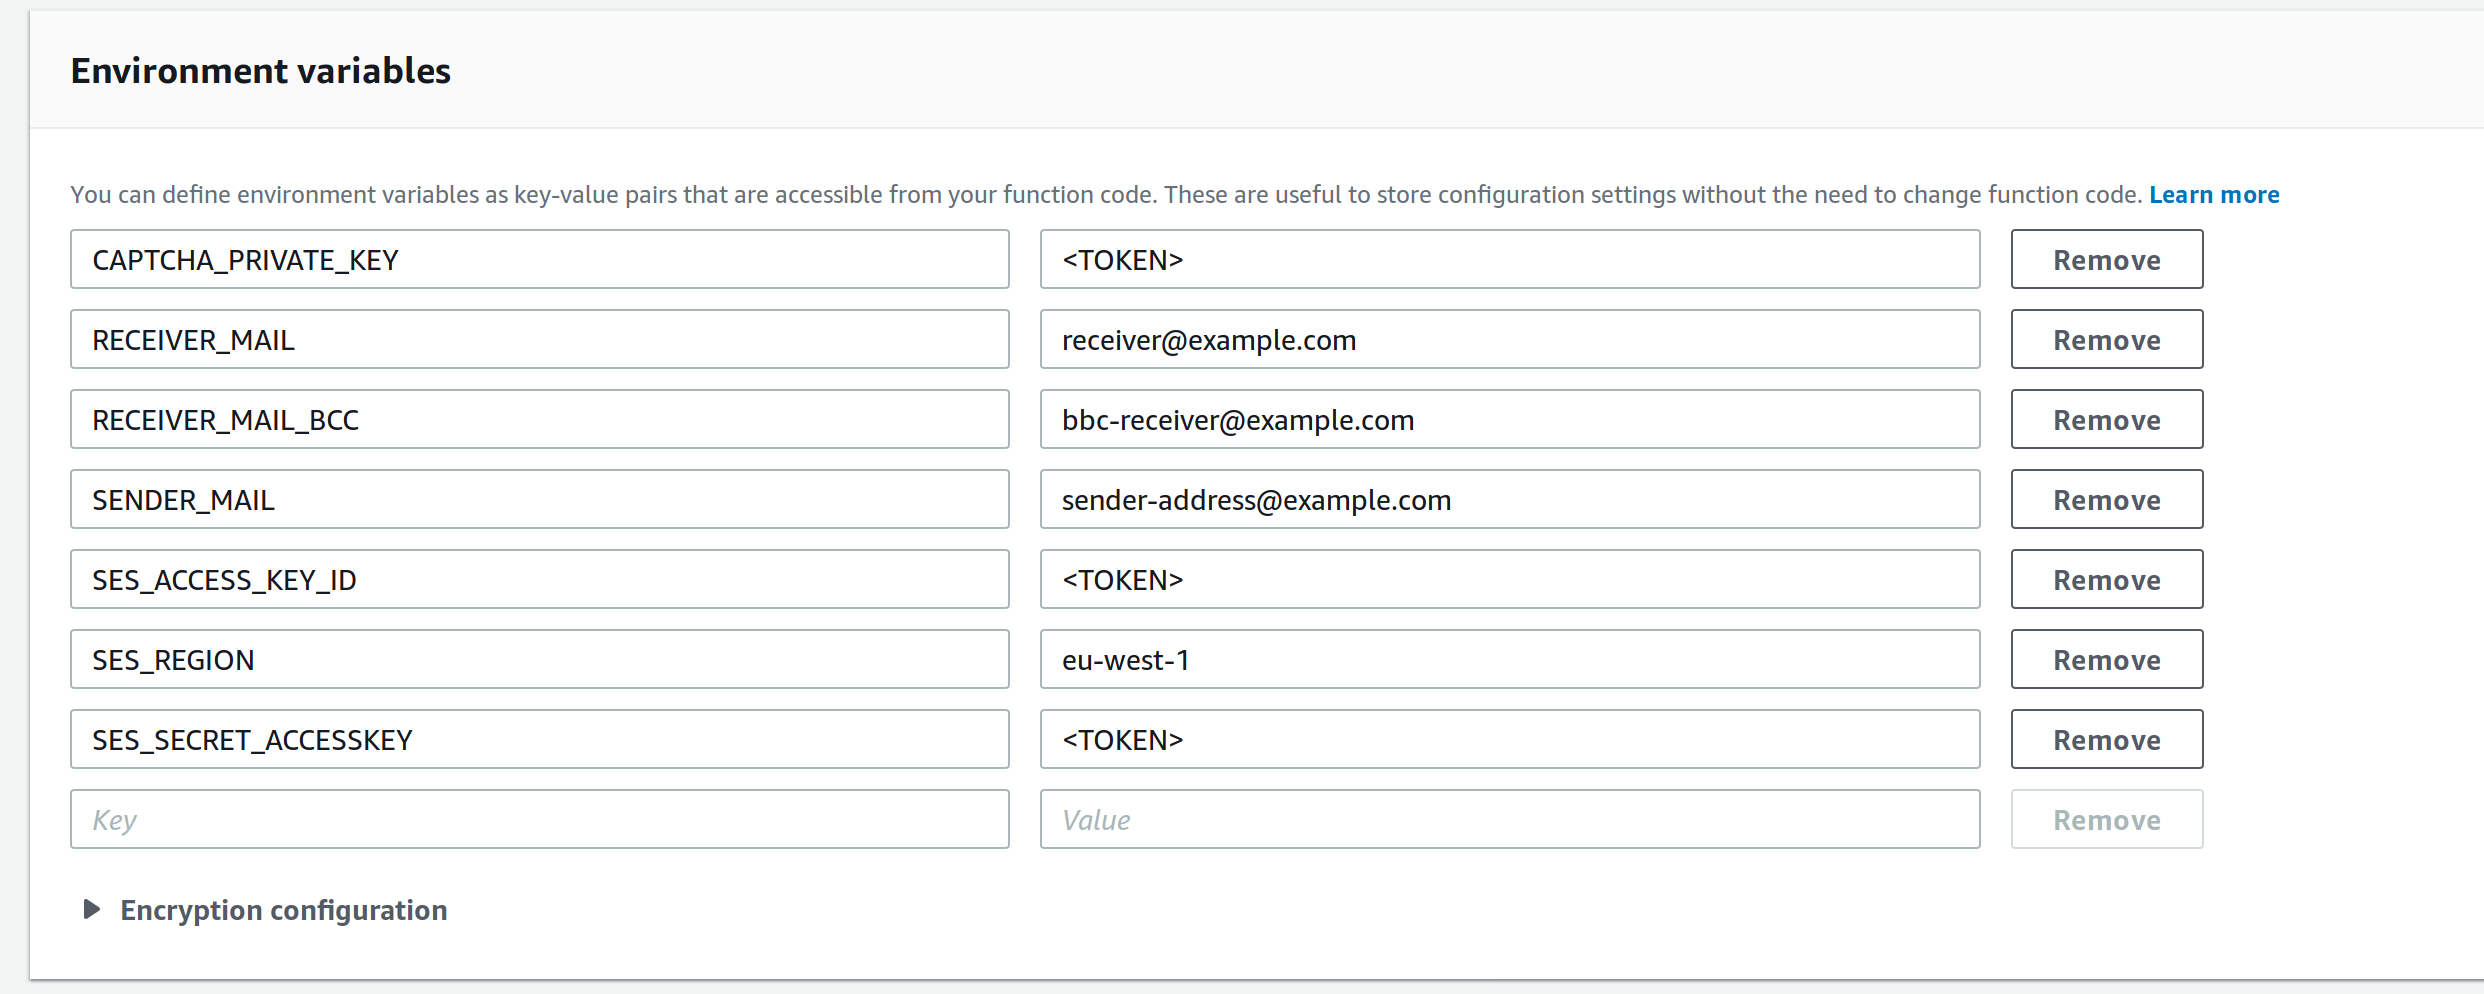 Environment variables
You can define environment variables as key-value pairs that are accessible from your function code. These are useful to store configuration settings without the need to change function code. Learn more
CAPTCHA_PRIVATE_KEY <TOKEN> Remove
RECEIVER_MAIL receiver@example.com Remove
RECEIVER_MAIL_BCC bbc-receiver@example.com Remove
SENDER_MAIL sender-address@example.com Remove
SES_ACCESS_KEY_ID <TOKEN> Remove
SES_REGION eu-west-1 Remove
SES_SECRET_ACCESSKEY <TOKEN> Remove
Key Value Remove
Encryption configuration